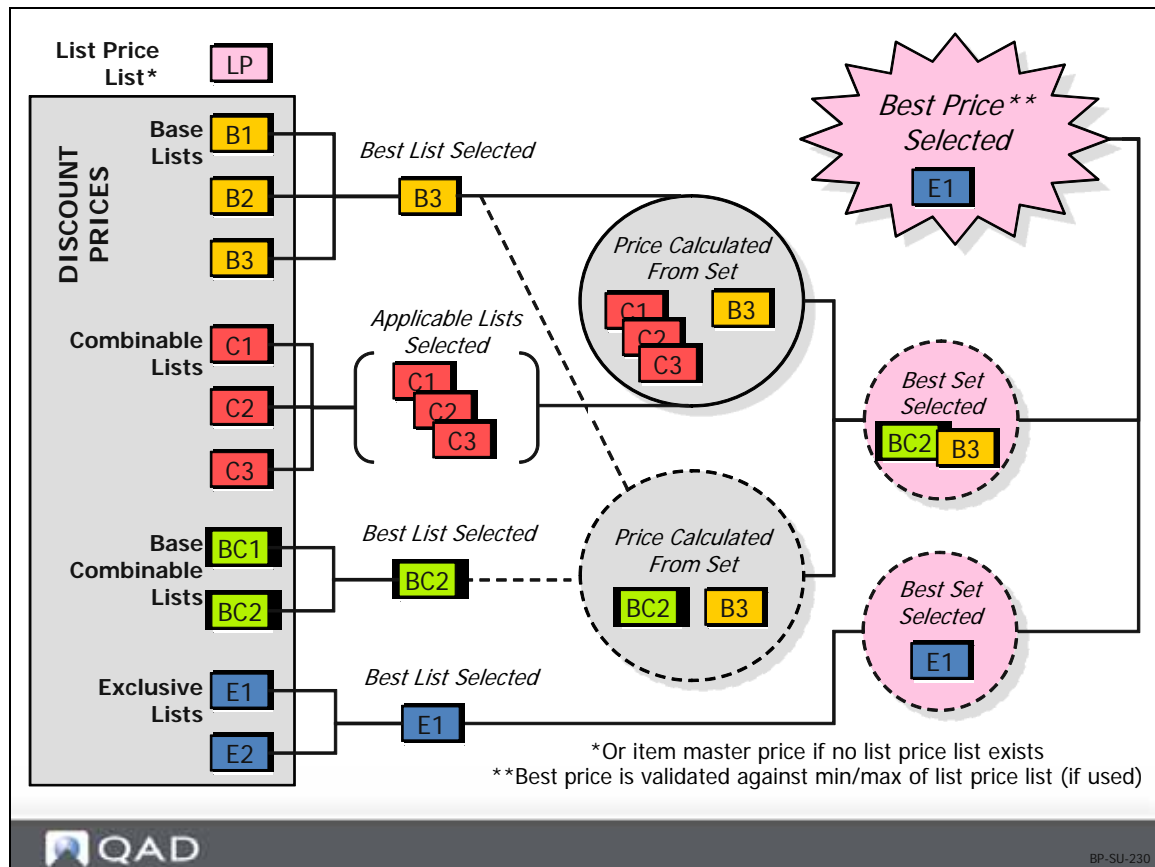 List Price
List*
LP
DISCOUNT
PRICES
Base
Lists
B1
B2
B3
Best List Selected
B3
Combinable
Lists
C1
C2
C3
Applicable Lists
Selected
C1
C2
C3
Base
Combinable
Lists
BC1
BC2
Best List Selected
BC2
Exclusive
Lists
E1
E2
Best List Selected
E1
Price Calculated
From Set
C1
C2
C3
B3
Price Calculated
From Set
BC2
B3
Best Set
Selected
BC2
B3
Best Set
Selected
E1
Best Price**
Selected
E1
*Or item master price if no list price list exists
**Best price is validated against min/max of list price list (if used)
QAD
BP-SU-230